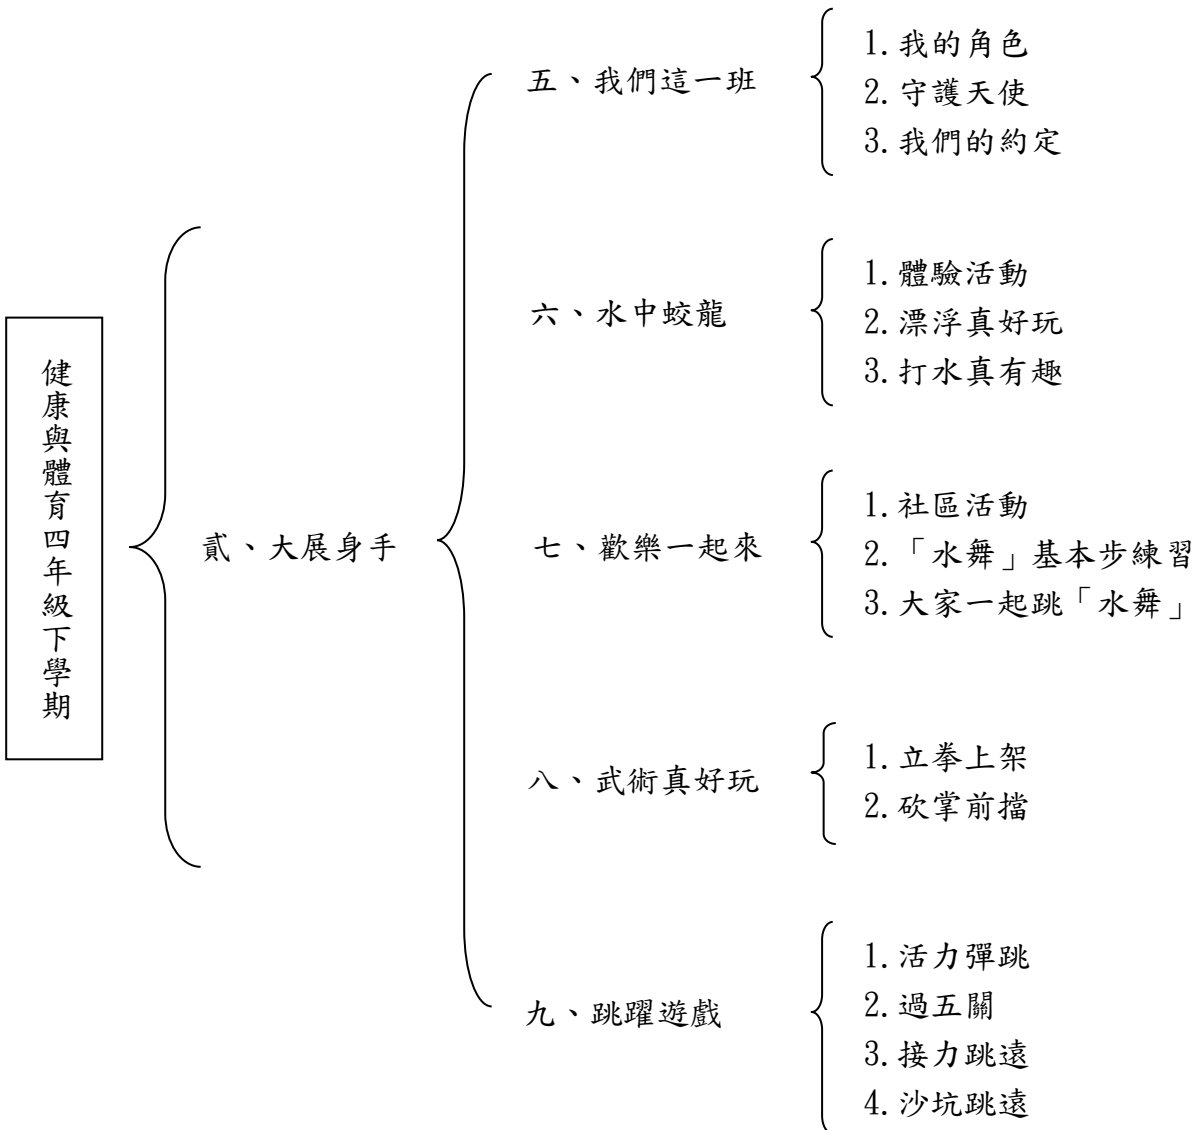 健康與體育四年級下學期
貳、大展身手
五、我們這一班
1.我的角色
2.守護天使
3.我們的約定
六、水中蛟龍
1.體驗活動
2.漂浮真好玩
3.打水真有趣
七、歡樂一起來
1.社區活動
2.「水舞」基本步練習
3.大家一起跳「水舞」
八、武術真好玩
1.立拳上架
2.砍掌前擋
九、跳躍遊戲
1.活力彈跳
2.過五關
3.接力跳遠
4.沙坑跳遠